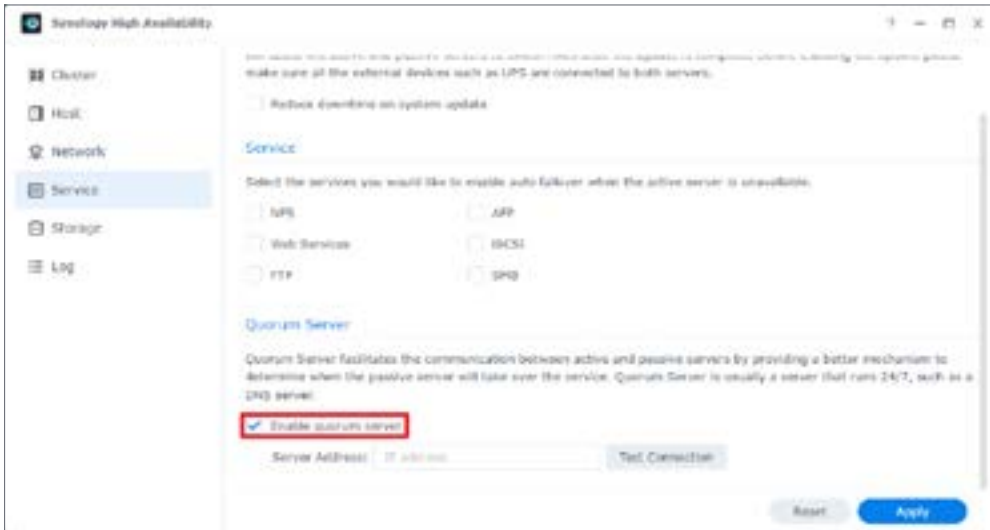 Synology High Availability
Cluster
Host
Network
Service
Storage
Log
make sure all the external devices such as UPS are connected to both servers.
Reduce downtime on system update
Service
Select the services you would like to enable auto failover when the active server is unavailable.
NFS
AFP
Web Services
iSCSI
FTP
SMB
Quorum Server
Quorum Server facilitates the communication between active and passive servers by providing a better mechanism to
determine when the passive server will take over the service. Quorum Server is usually a server that runs 24/7, such as a
DNS server.
Enable quorum server
Server Address:
IP address
Test Connection
Reset
Apply